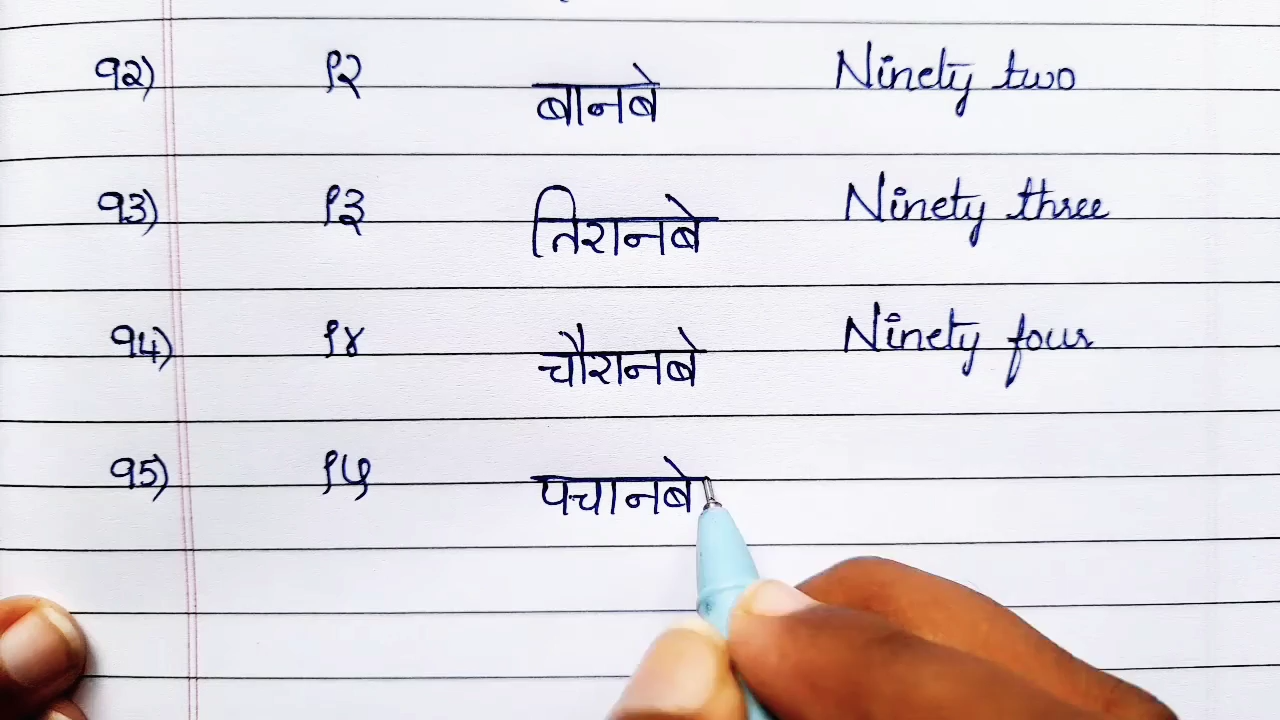 92) ९२ बानबे Ninety two
93) ९३ तिरानबे Ninety three
94) ९४ चौरानबे Ninety four
95) ९५ पचानबे